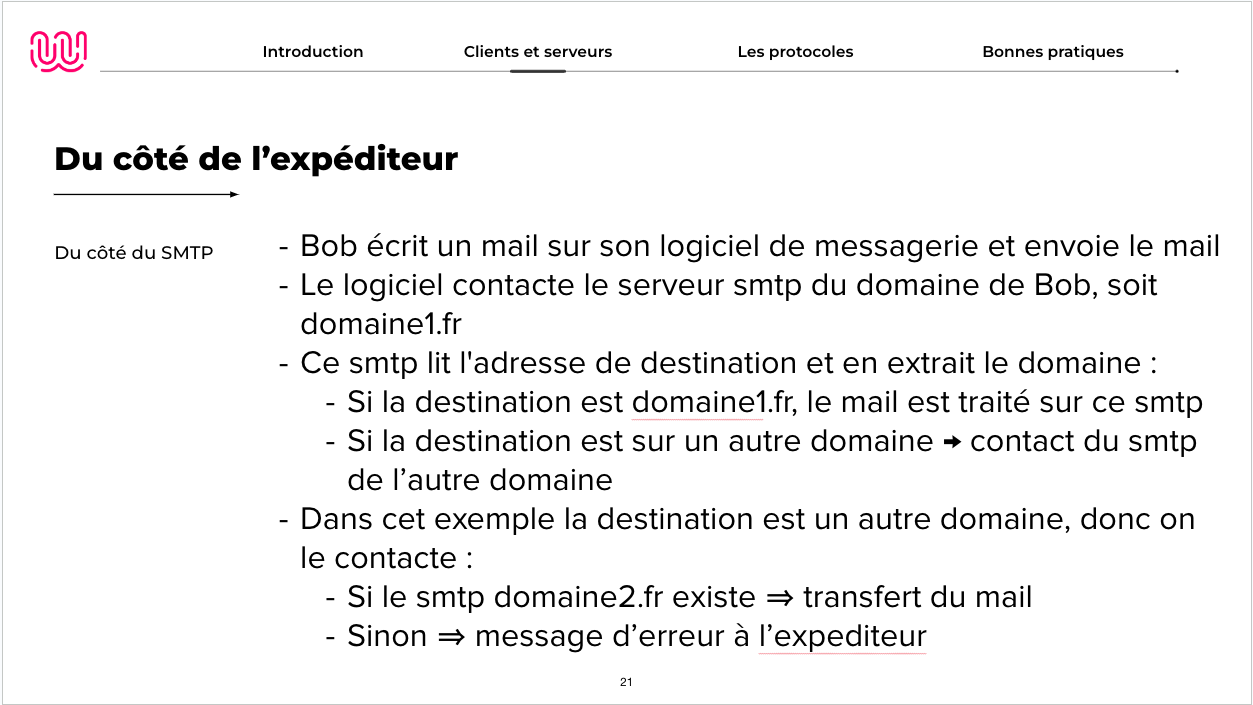 Introduction
Clients et serveurs
Les protocoles
Bonnes pratiques
Du côté de l’expéditeur
Du côté du SMTP
- Bob écrit un mail sur son logiciel de messagerie et envoie le mail
- Le logiciel contacte le serveur smtp du domaine de Bob, soit
domaine1.fr
- Ce smtp lit l'adresse de destination et en extrait le domaine :
- Si la destination est domaine1.fr, le mail est traité sur ce smtp
- Si la destination est sur un autre domaine → contact du smtp
de l’autre domaine
- Dans cet exemple la destination est un autre domaine, donc on
le contacte :
- Si le smtp domaine2.fr existe ⇒ transfert du mail
- Sinon ⇒ message d’erreur à l’expediteur
21